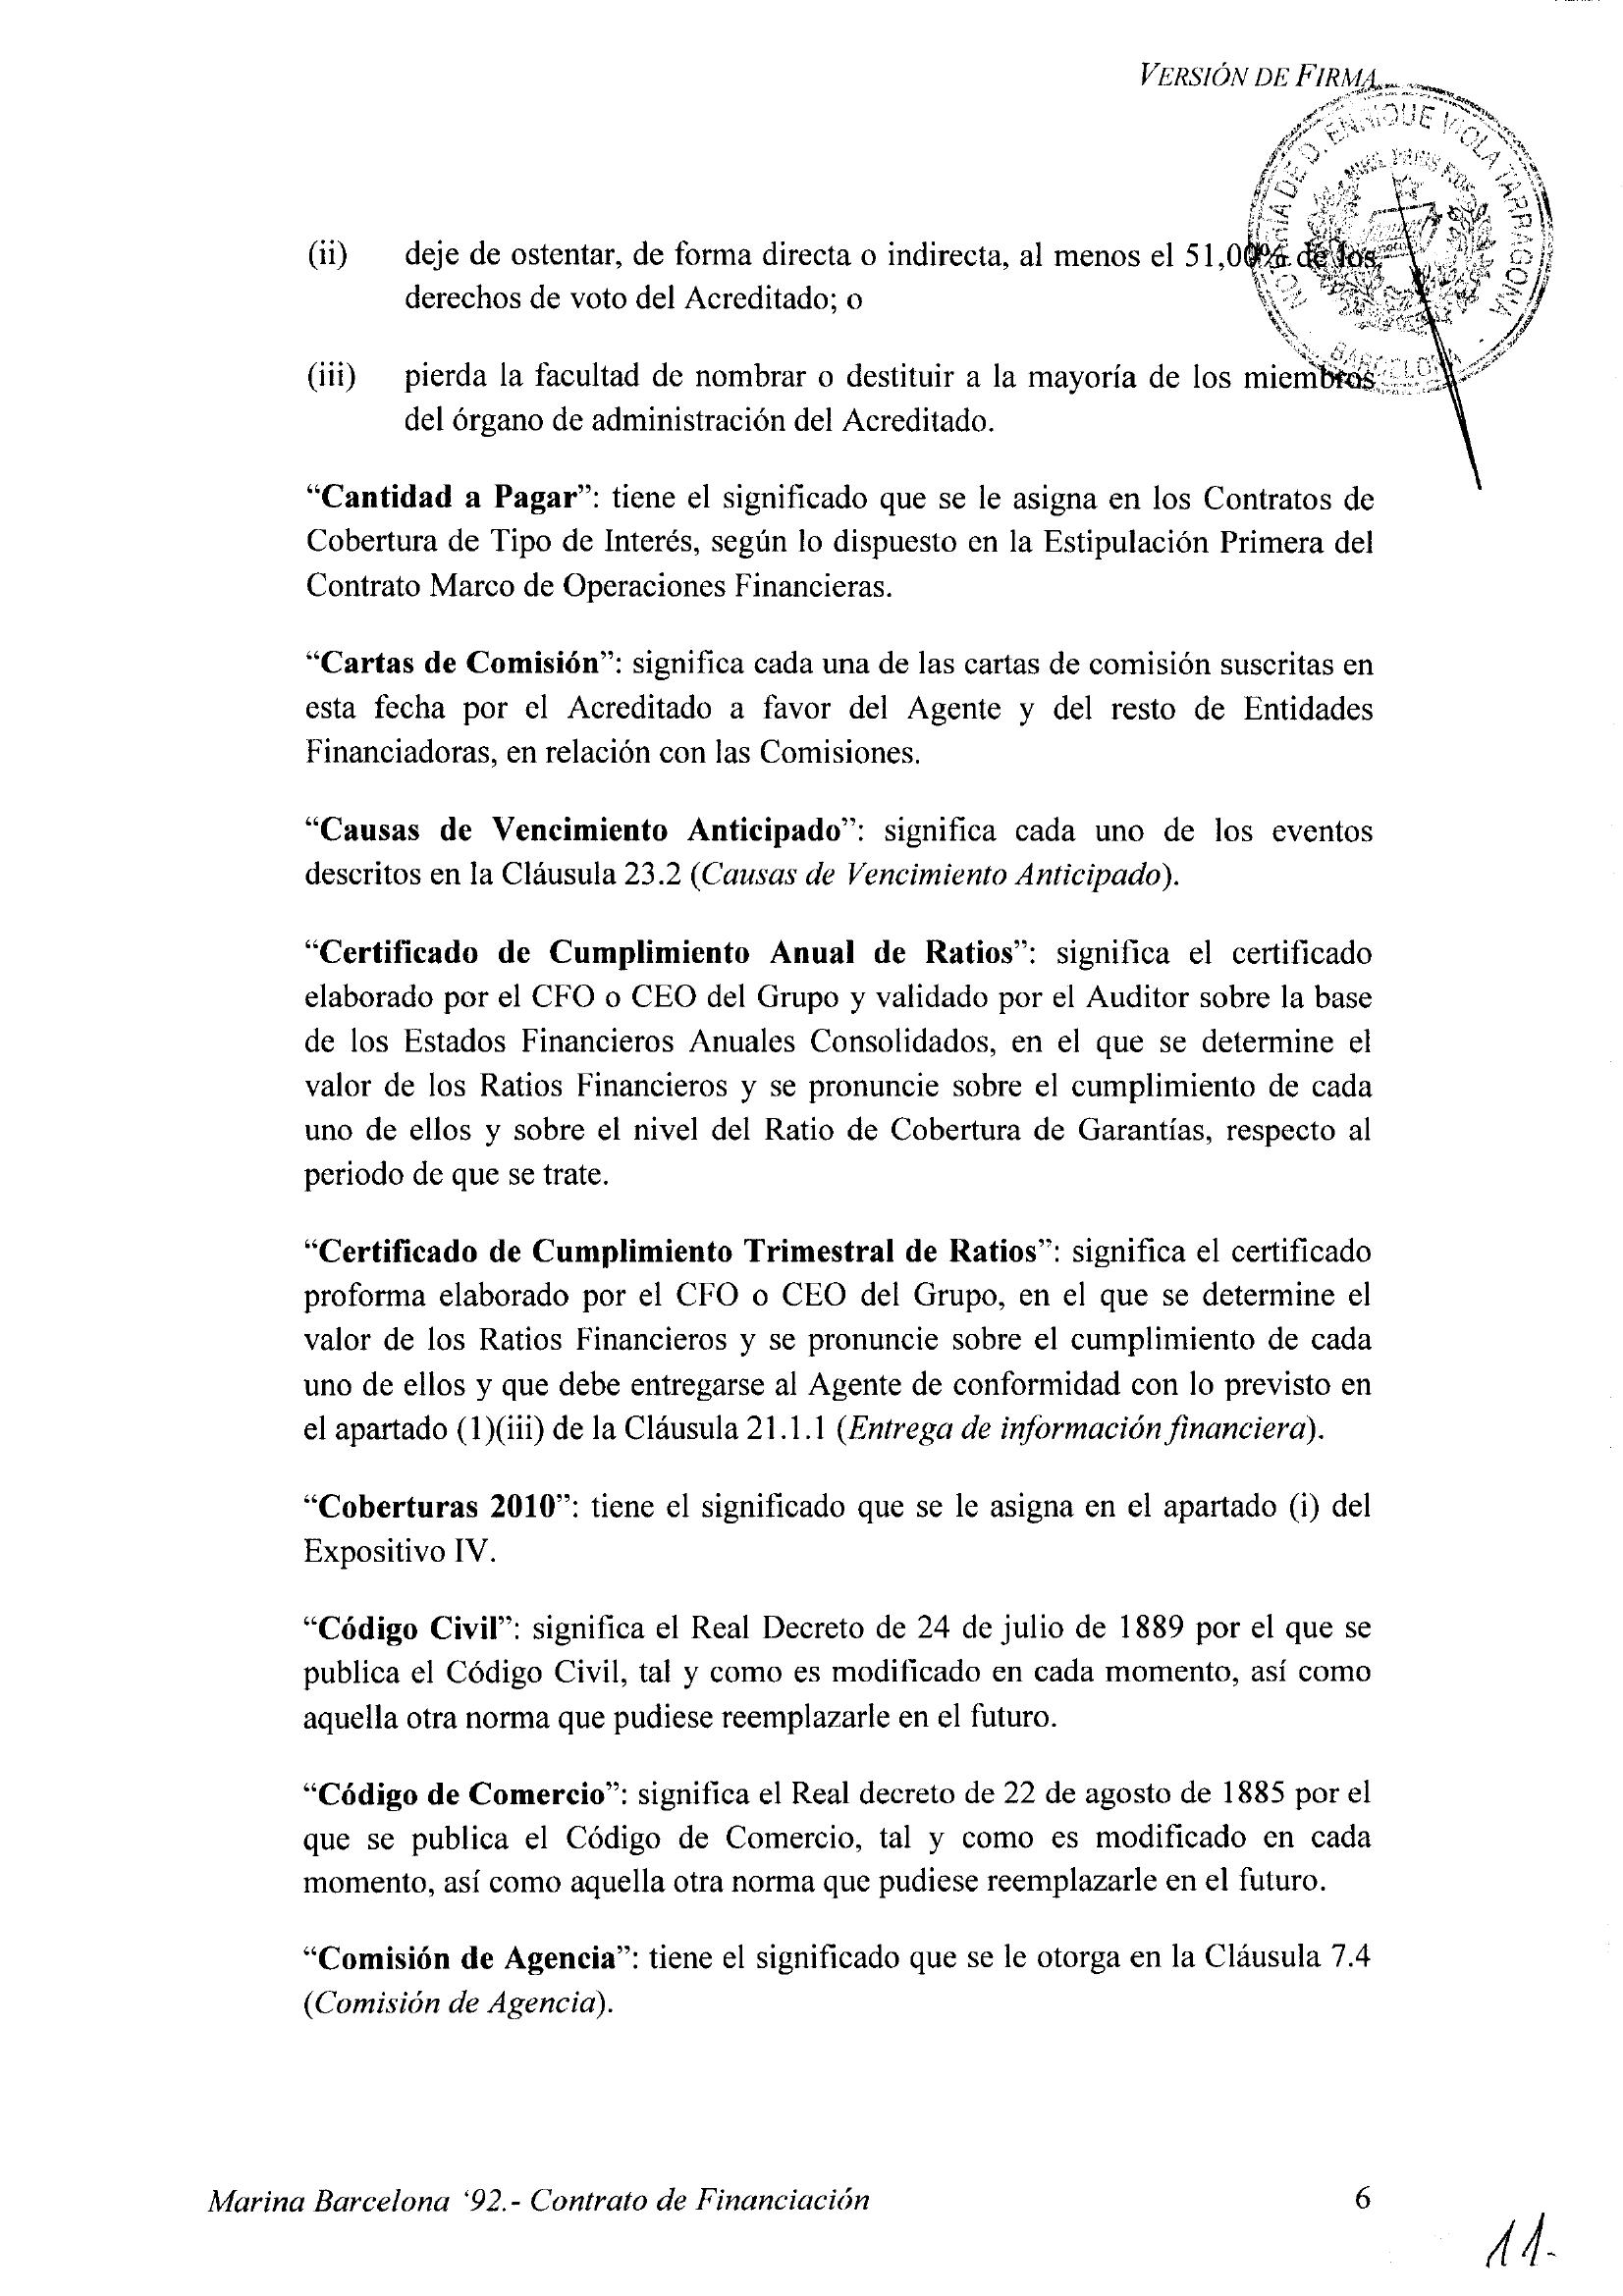 VERSIÓN DE FIRMA
NOTARIA DE D. ENRIQUE VIOLA TARRAGONA
BARCELONA
(ii) deje de ostentar, de forma directa o indirecta, al menos el 51,00% de los
derechos de voto del Acreditado; o
(iii) pierda la facultad de nombrar o destituir a la mayoría de los miembros
del órgano de administración del Acreditado.
“Cantidad a Pagar”: tiene el significado que se le asigna en los Contratos de
Cobertura de Tipo de Interés, según lo dispuesto en la Estipulación Primera del
Contrato Marco de Operaciones Financieras.
“Cartas de Comisión”: significa cada una de las cartas de comisión suscritas en
esta fecha por el Acreditado a favor del Agente y del resto de Entidades
Financiadoras, en relación con las Comisiones.
“Causas de Vencimiento Anticipado”: significa cada uno de los eventos
descritos en la Cláusula 23.2 (Causas de Vencimiento Anticipado).
“Certificado de Cumplimiento Anual de Ratios”: significa el certificado
elaborado por el CFO o CEO del Grupo y validado por el Auditor sobre la base
de los Estados Financieros Anuales Consolidados, en el que se determine el
valor de los Ratios Financieros y se pronuncie sobre el cumplimiento de cada
uno de ellos y sobre el nivel del Ratio de Cobertura de Garantías, respecto al
periodo de que se trate.
“Certificado de Cumplimiento Trimestral de Ratios”: significa el certificado
proforma elaborado por el CFO o CEO del Grupo, en el que se determine el
valor de los Ratios Financieros y se pronuncie sobre el cumplimiento de cada
uno de ellos y que debe entregarse al Agente de conformidad con lo previsto en
el apartado (1)(iii) de la Cláusula 21.1.1 (Entrega de información financiera).
“Coberturas 2010”: tiene el significado que se le asigna en el apartado (i) del
Expositivo IV.
“Código Civil”: significa el Real Decreto de 24 de julio de 1889 por el que se
publica el Código Civil, tal y como es modificado en cada momento, así como
aquella otra norma que pudiese reemplazarle en el futuro.
“Código de Comercio”: significa el Real decreto de 22 de agosto de 1885 por el
que se publica el Código de Comercio, tal y como es modificado en cada
momento, así como aquella otra norma que pudiese reemplazarle en el futuro.
“Comisión de Agencia”: tiene el significado que se le otorga en la Cláusula 7.4
(Comisión de Agencia).
Marina Barcelona ‘92.- Contrato de Financiación 6
11.-